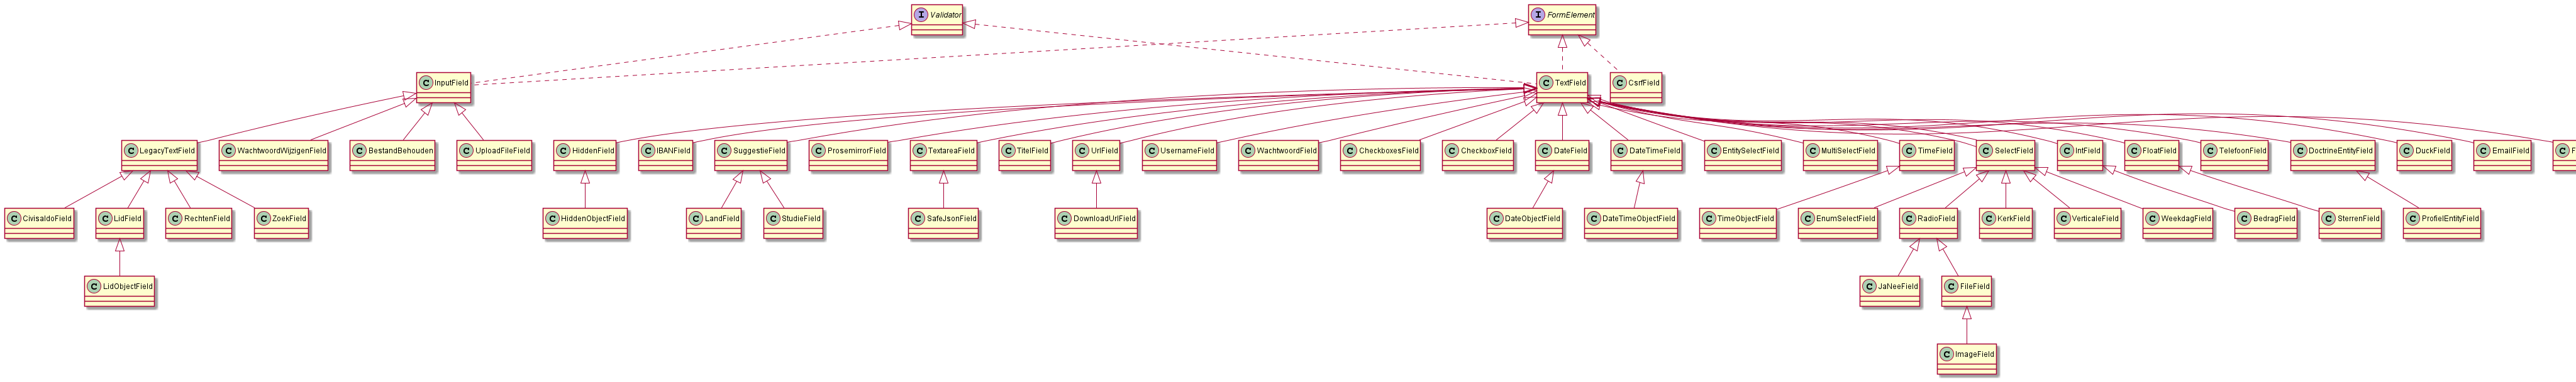 I Validator
I FormElement
C InputField
C TextField
C CsrfField
C LegacyTextField
C WachtwoordWijzigenField
C BestandBehouden
C UploadFileField
C HiddenField
C IBANField
C SuggestieField
C ProsemirrorField
C TextareaField
C TitelField
C UrlField
C UsernameField
C WachtwoordField
C CheckboxesField
C CheckboxField
C DateField
C DateTimeField
C EntitySelectField
C MultiSelectField
C TimeField
C SelectField
C IntField
C FloatField
C TelefoonField
C DoctrineEntityField
C DuckField
C EmailField
C F
C CivisaldoField
C LidField
C RechtenField
C ZoekField
C HiddenObjectField
C LandField
C StudieField
C SafeJsonField
C DownloadUrlField
C DateObjectField
C DateTimeObjectField
C TimeObjectField
C EnumSelectField
C RadioField
C KerkField
C VerticaleField
C WeekdagField
C BedragField
C SterrenField
C ProfielEntityField
C LidObjectField
C JaNeeField
C FileField
C ImageField